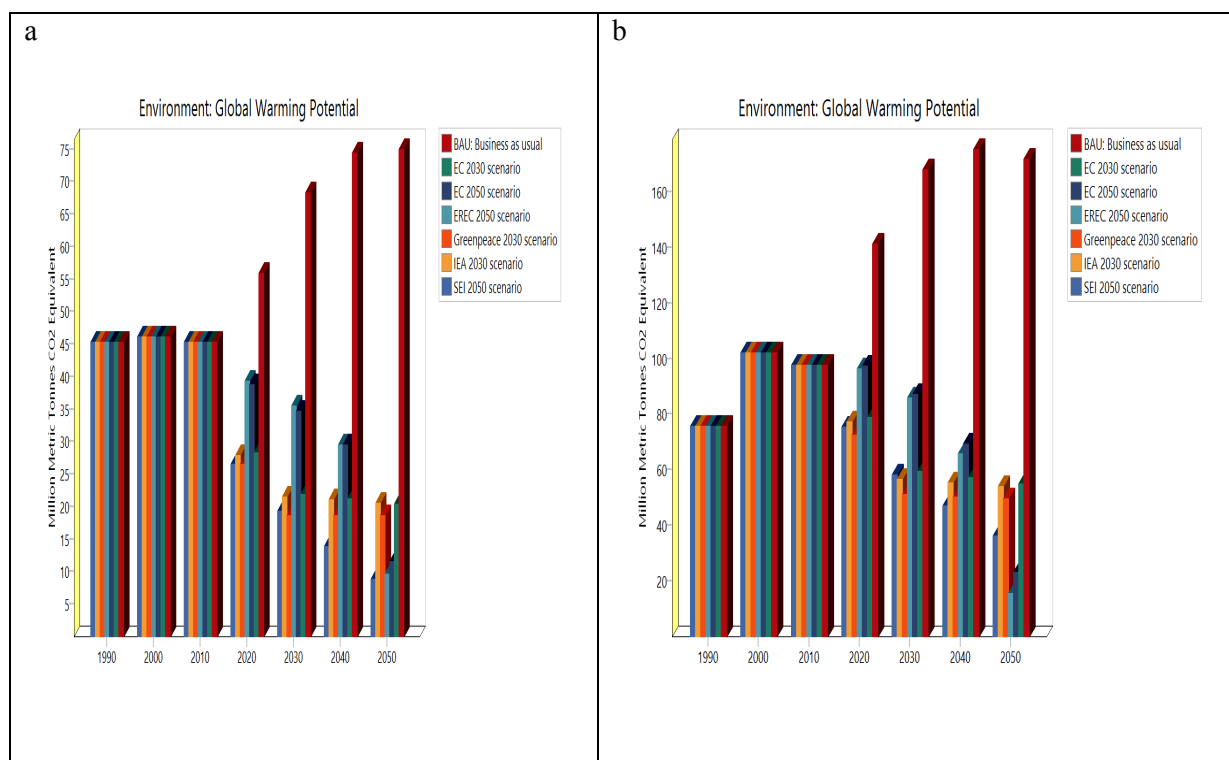 a
Environment: Global Warming Potential
Million Metric Tonnes CO2 Equivalent
75
70
65
60
55
50
45
40
35
30
25
20
15
10
5
1990 2000 2010 2020 2030 2040 2050
BAU: Business as usual
EC 2030 scenario
EC 2050 scenario
EREC 2050 scenario
Greenpeace 2030 scenario
IEA 2030 scenario
SEI 2050 scenario
b
Environment: Global Warming Potential
Million Metric Tonnes CO2 Equivalent
160
140
120
100
80
60
40
20
1990 2000 2010 2020 2030 2040 2050
BAU: Business as usual
EC 2030 scenario
EC 2050 scenario
EREC 2050 scenario
Greenpeace 2030 scenario
IEA 2030 scenario
SEI 2050 scenario